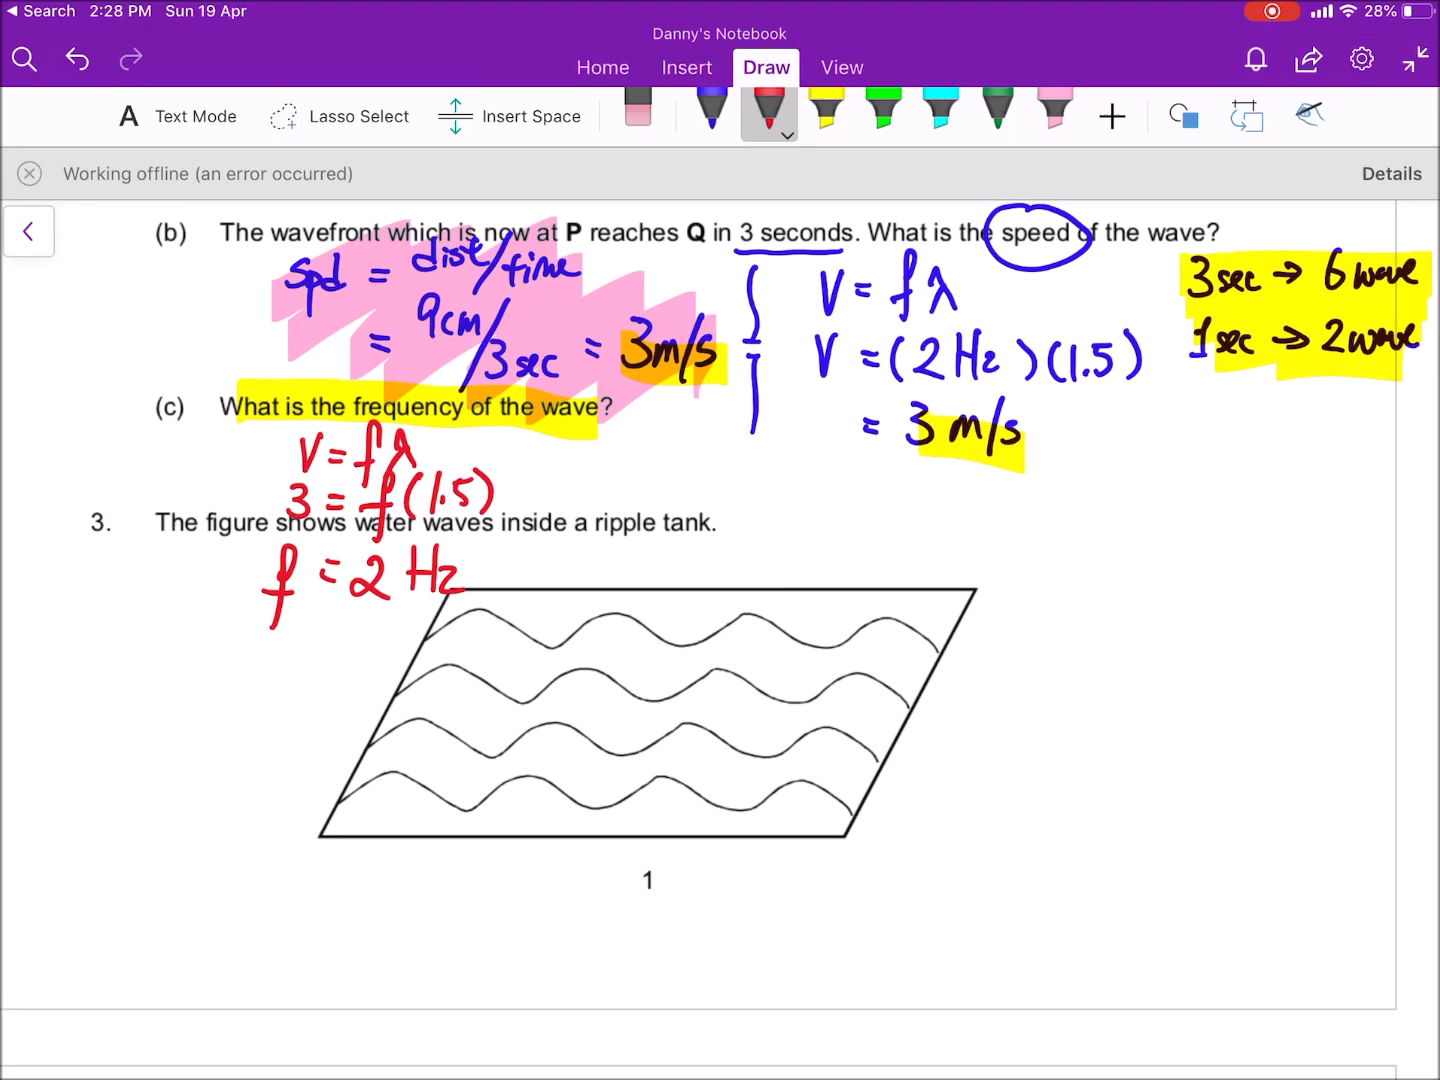 Search 2:28 PM Sun 19 Apr 28%
Danny's Notebook
Home Insert Draw View
A Text Mode Lasso Select Insert Space
Working offline (an error occurred) Details
(b) The wavefront which is now at P reaches Q in 3 seconds. What is the speed of the wave?
spd = dist/time
= 9cm/3sec = 3m/s
V = fλ
V = (2Hz)(1.5)
= 3m/s
3sec → 6wave
1sec → 2wave
(c) What is the frequency of the wave?
V = fλ
3 = f(1.5)
f = 2 Hz
3. The figure shows water waves inside a ripple tank.
1